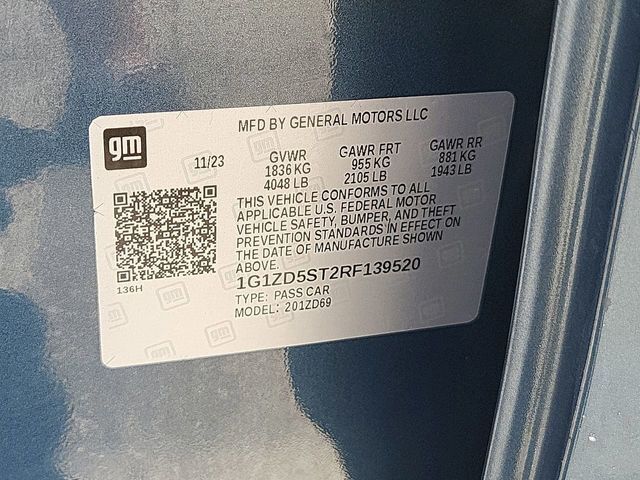 gm
MFD BY GENERAL MOTORS LLC
11/23 GVWR GAWR FRT GAWR RR
1836 KG 955 KG 881 KG
4048 LB 2105 LB 1943 LB
THIS VEHICLE CONFORMS TO ALL
APPLICABLE U.S. FEDERAL MOTOR
VEHICLE SAFETY, BUMPER, AND THEFT
PREVENTION STANDARDS IN EFFECT ON
THE DATE OF MANUFACTURE SHOWN
ABOVE.
136H
1G1ZD5ST2RF139520
TYPE: PASS CAR
MODEL: 201ZD69